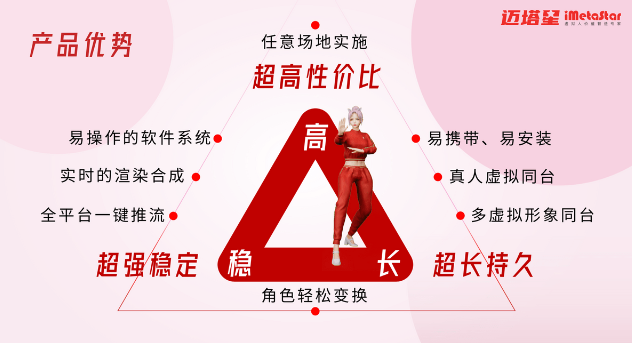 产品优势
迈塔星 iMetaStar
任意场地实施
超高性价比
高
易操作的软件系统
易携带、易安装
实时的渲染合成
真人虚拟同台
全平台一键推流
多虚拟形象同台
超强稳定
稳
长
超长持久
角色轻松变换